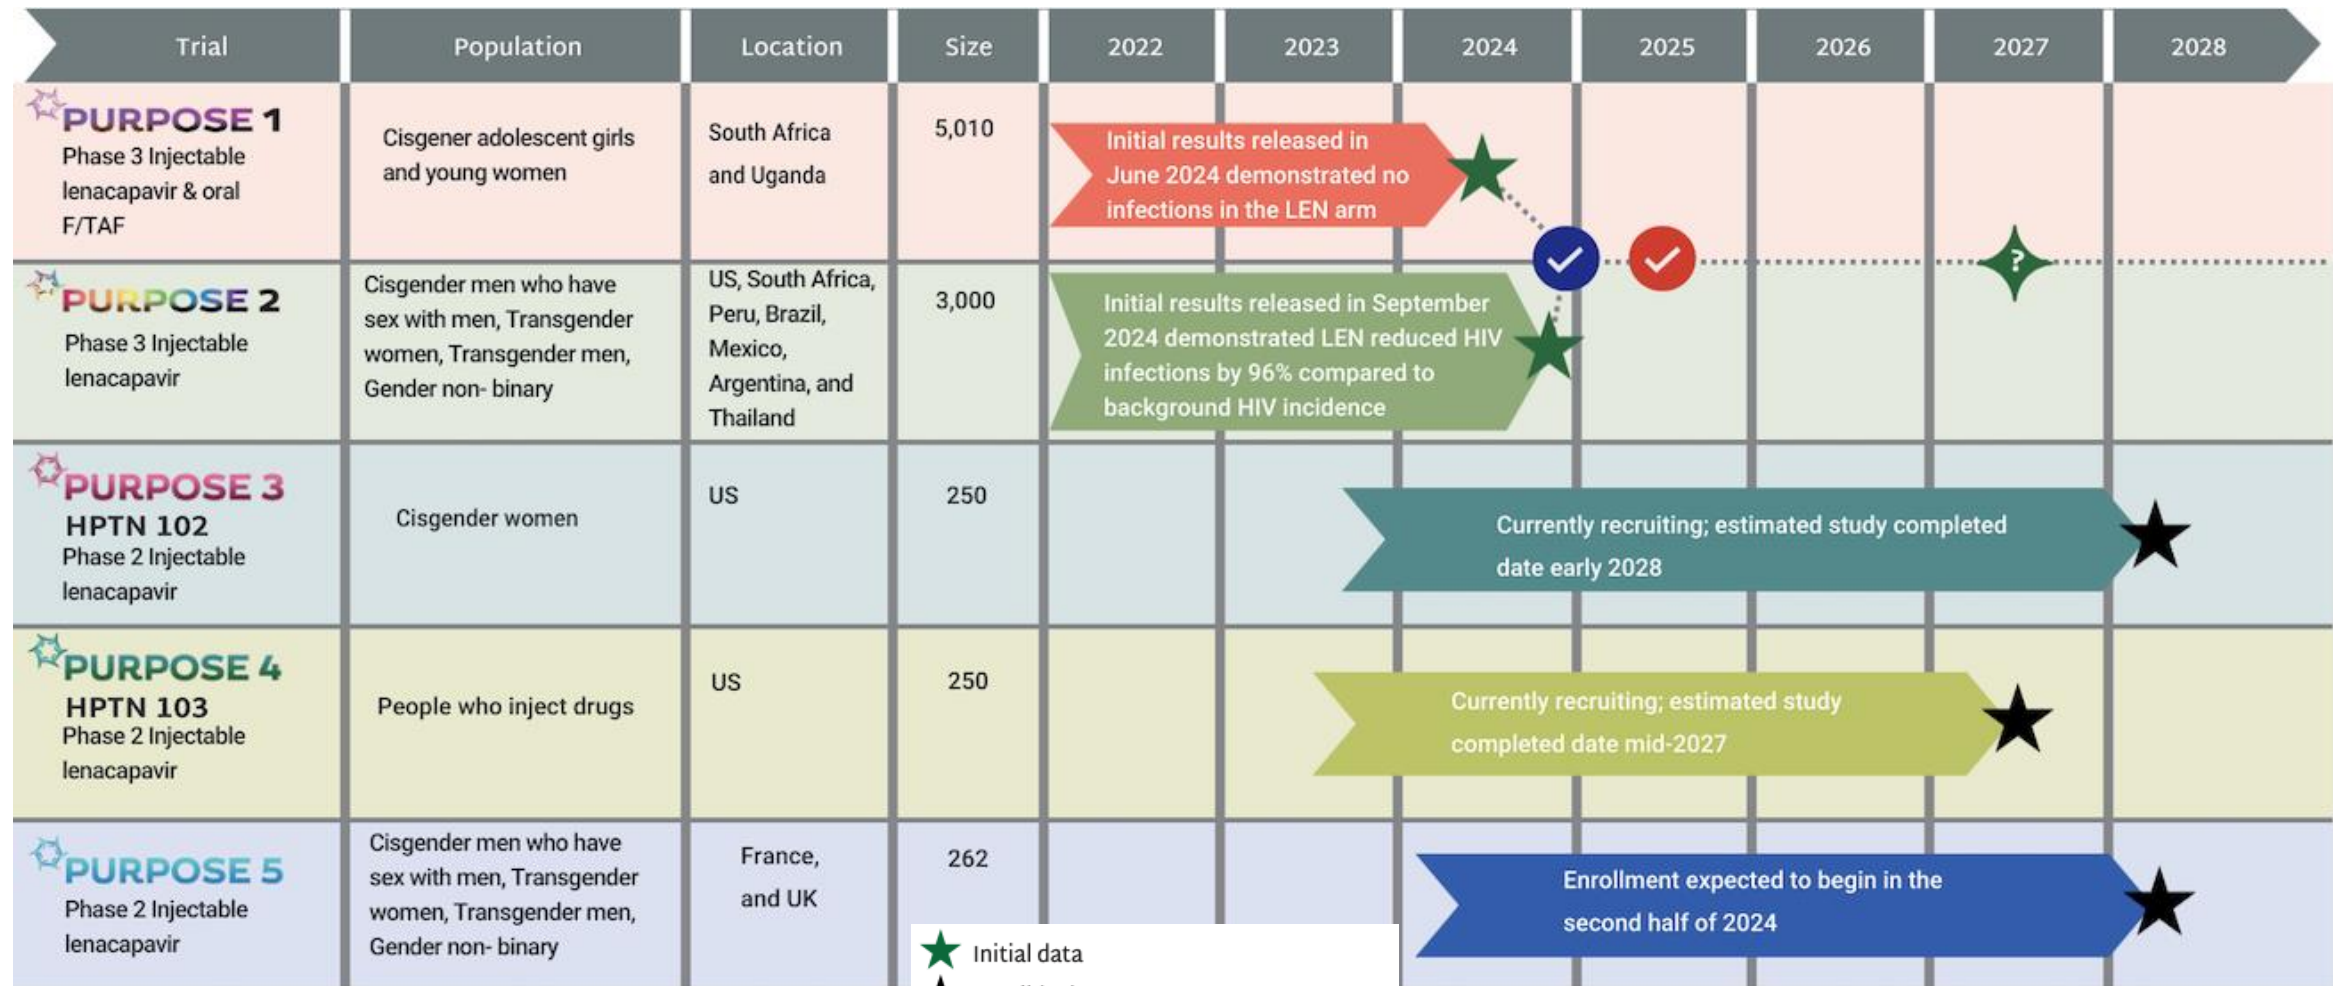 Trial
Population
Location
Size
2022
2023
2024
2025
2026
2027
2028
PURPOSE 1
Phase 3 Injectable
lenacapavir & oral
F/TAF
Cisgener adolescent girls
and young women
South Africa
and Uganda
5,010
Initial results released in
June 2024 demonstrated no
infections in the LEN arm
?
PURPOSE 2
Phase 3 Injectable
lenacapavir
Cisgender men who have
sex with men, Transgender
women, Transgender men,
Gender non- binary
US, South Africa,
Peru, Brazil,
Mexico,
Argentina, and
Thailand
3,000
Initial results released in September
2024 demonstrated LEN reduced HIV
infections by 96% compared to
background HIV incidence
PURPOSE 3
HPTN 102
Phase 2 Injectable
lenacapavir
Cisgender women
US
250
Currently recruiting; estimated study completed
date early 2028
PURPOSE 4
HPTN 103
Phase 2 Injectable
lenacapavir
People who inject drugs
US
250
Currently recruiting; estimated study
completed date mid-2027
PURPOSE 5
Phase 2 Injectable
lenacapavir
Cisgender men who have
sex with men, Transgender
women, Transgender men,
Gender non- binary
France,
and UK
262
Enrollment expected to begin in the
second half of 2024
Initial data